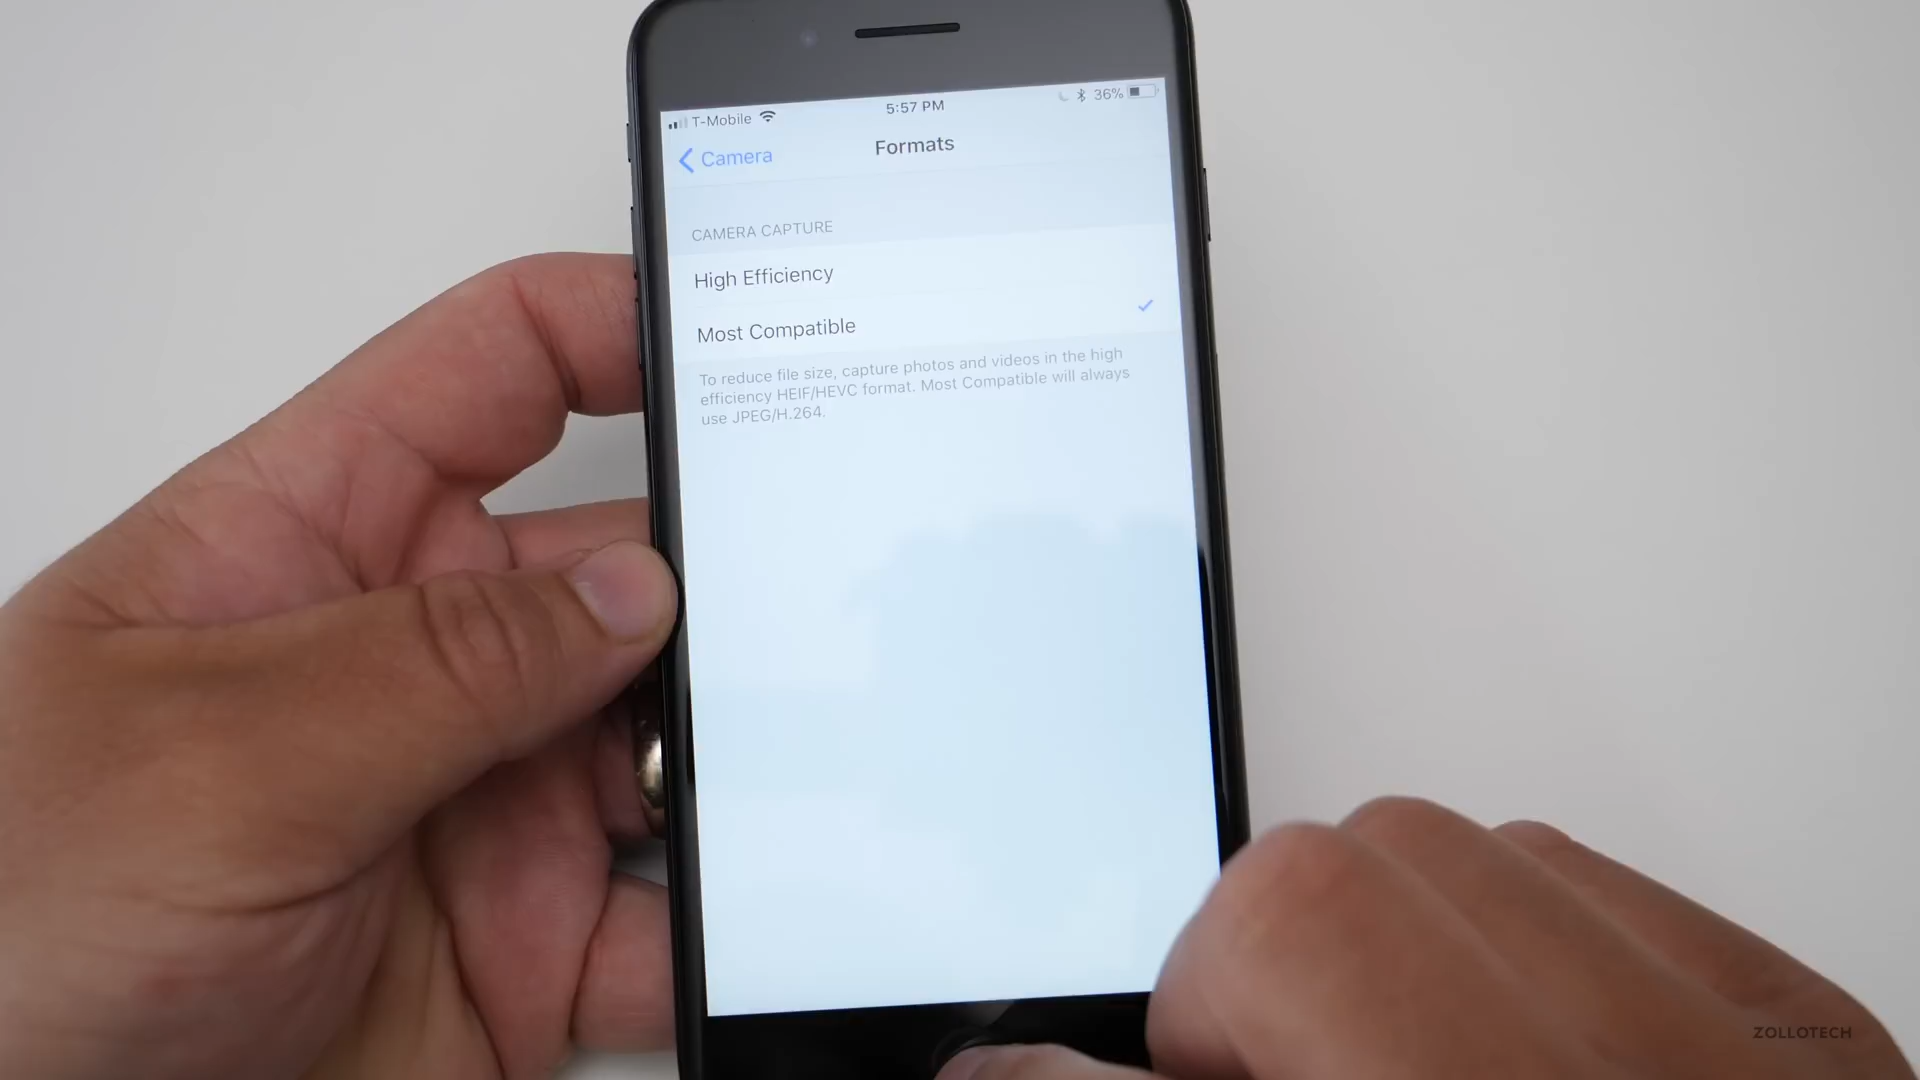 T-Mobile 5:57 PM 36%
Camera Formats
CAMERA CAPTURE
High Efficiency
Most Compatible
To reduce file size, capture photos and videos in the high
efficiency HEIF/HEVC format. Most Compatible will always
use JPEG/H.264.
ZOLLOTECH